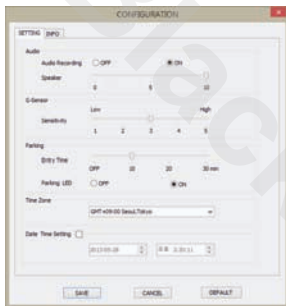 CONFIGURATION
SETTING INFO
Audio
Audio Recording OFF ON
Speaker
0 5 10
G-Sensor
Low High
Sensitivity
1 2 3 4 5
Parking
Entry Time
OFF 10 20 30 min
Parking LED OFF ON
Time Zone
GMT+09:00 Seoul,Tokyo
Date Time Setting
SAVE CANCEL DEFAULT